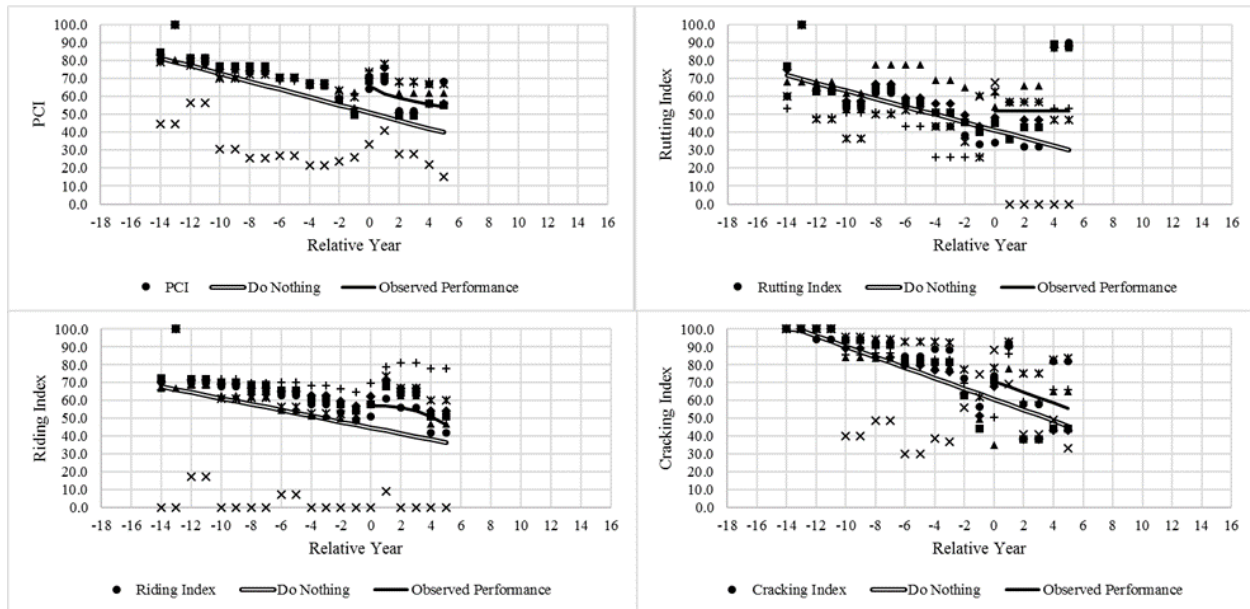 100.0
90.0
80.0
70.0
60.0
50.0
40.0
30.0
20.0
10.0
0.0
PCI
-18 -16 -14 -12 -10 -8 -6 -4 -2 0 2 4 6 8 10 12 14 16
Relative Year
PCI Do Nothing Observed Performance
100.0
90.0
80.0
70.0
60.0
50.0
40.0
30.0
20.0
10.0
0.0
Rutting Index
-18 -16 -14 -12 -10 -8 -6 -4 -2 0 2 4 6 8 10 12 14 16
Relative Year
Rutting Index Do Nothing Observed Performance
100.0
90.0
80.0
70.0
60.0
50.0
40.0
30.0
20.0
10.0
0.0
Riding Index
-18 -16 -14 -12 -10 -8 -6 -4 -2 0 2 4 6 8 10 12 14 16
Relative Year
Riding Index Do Nothing Observed Performance
100.0
90.0
80.0
70.0
60.0
50.0
40.0
30.0
20.0
10.0
0.0
Cracking Index
-18 -16 -14 -12 -10 -8 -6 -4 -2 0 2 4 6 8 10 12 14 16
Relative Year
Cracking Index Do Nothing Observed Performance